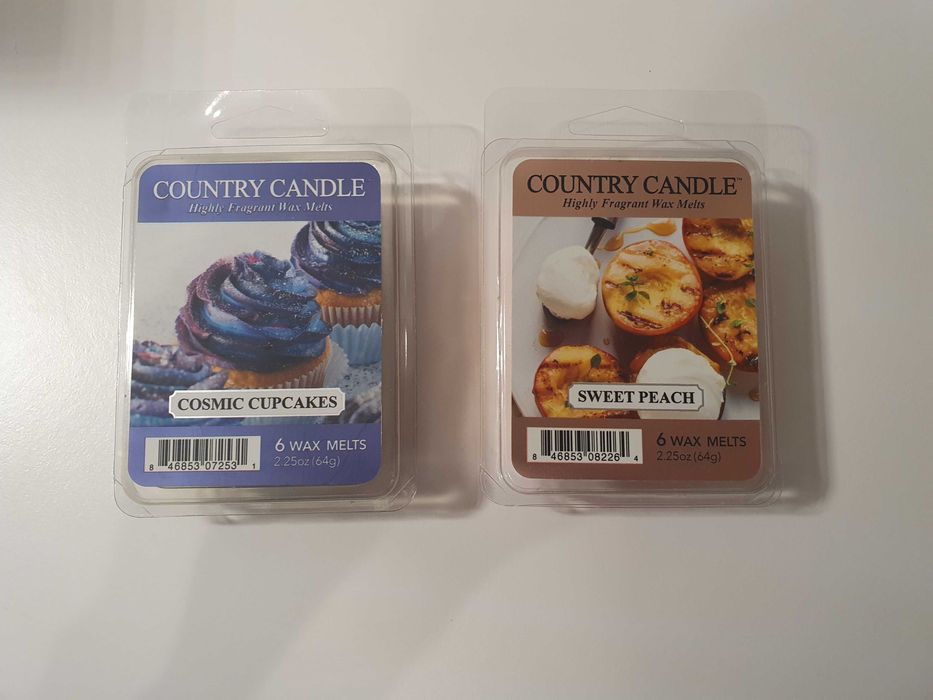 COUNTRY CANDLE
Highly Fragrant Wax Melts
COSMIC CUPCAKES
8 46853 07253 1
6 WAX MELTS
2.25oz (64g)
COUNTRY CANDLE™
Highly Fragrant Wax Melts
SWEET PEACH
8 46853 08226 4
6 WAX MELTS
2.25oz (64g)